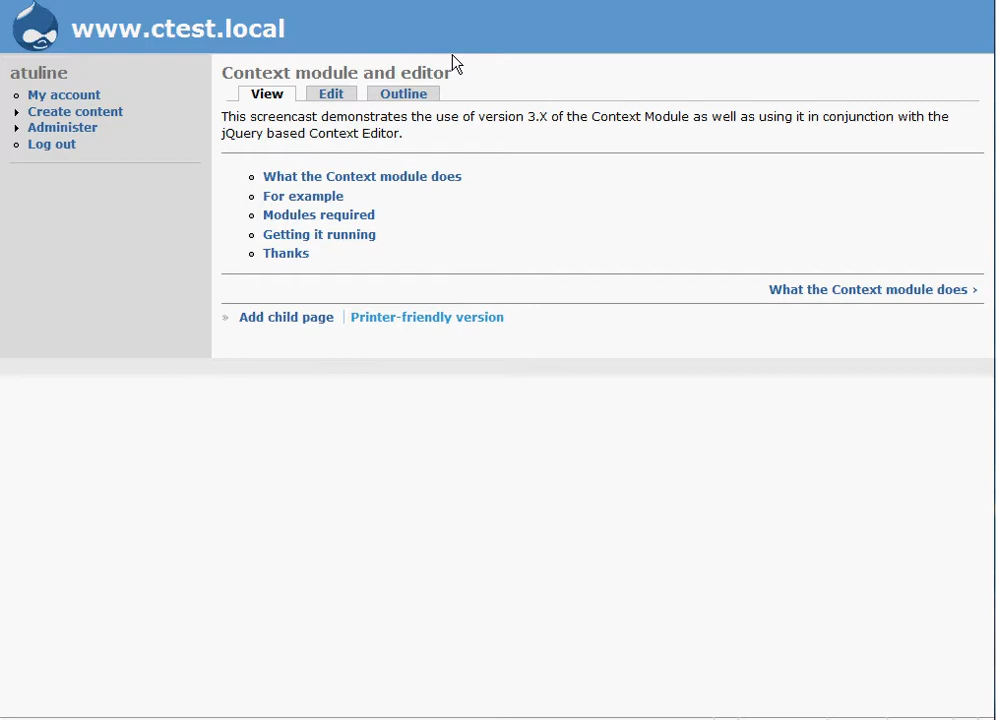 www.ctest.local
atuline
My account
Create content
Administer
Log out
Context module and editor
View Edit Outline
This screencast demonstrates the use of version 3.X of the Context Module as well as using it in conjunction with the
jQuery based Context Editor.
What the Context module does
For example
Modules required
Getting it running
Thanks
What the Context module does ›
» Add child page Printer-friendly version